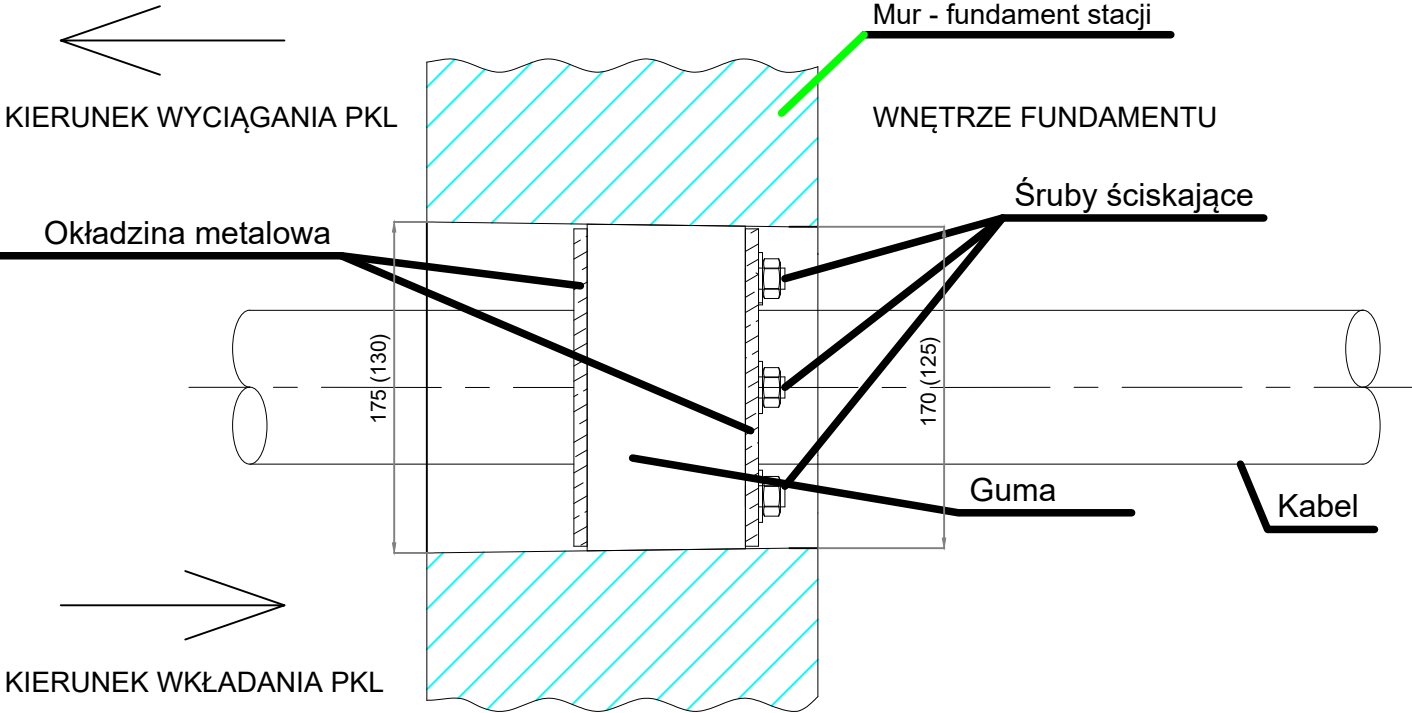 Mur - fundament stacji
KIERUNEK WYCIĄGANIA PKL
WNĘTRZE FUNDAMENTU
Śruby ściskające
Okładzina metalowa
175 (130)
170 (125)
Guma
Kabel
KIERUNEK WKŁADANIA PKL